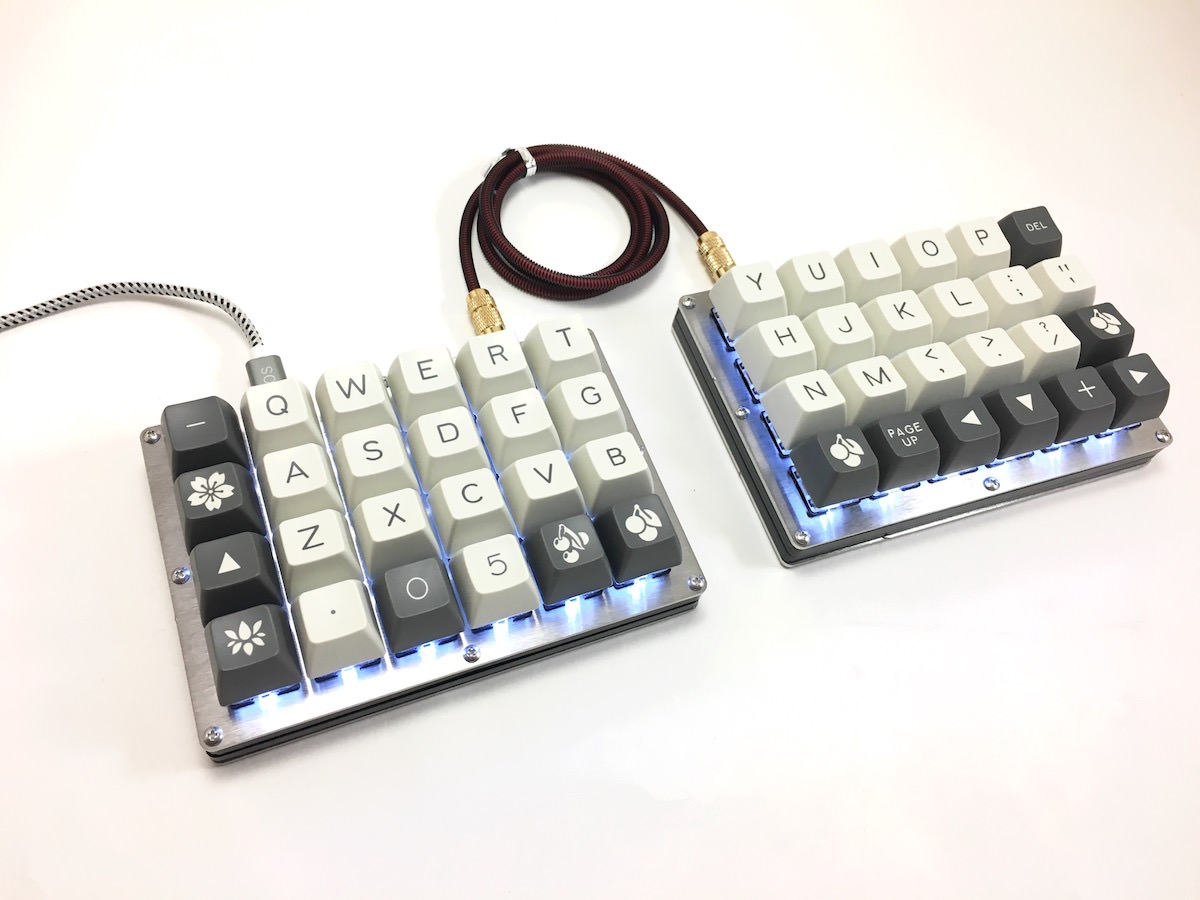 — Q W E R T
A S D F G
Z X C V B
· O 5
Y U I O P DEL
H J K L : ; " '
N M < , > . ? /
PAGE UP +